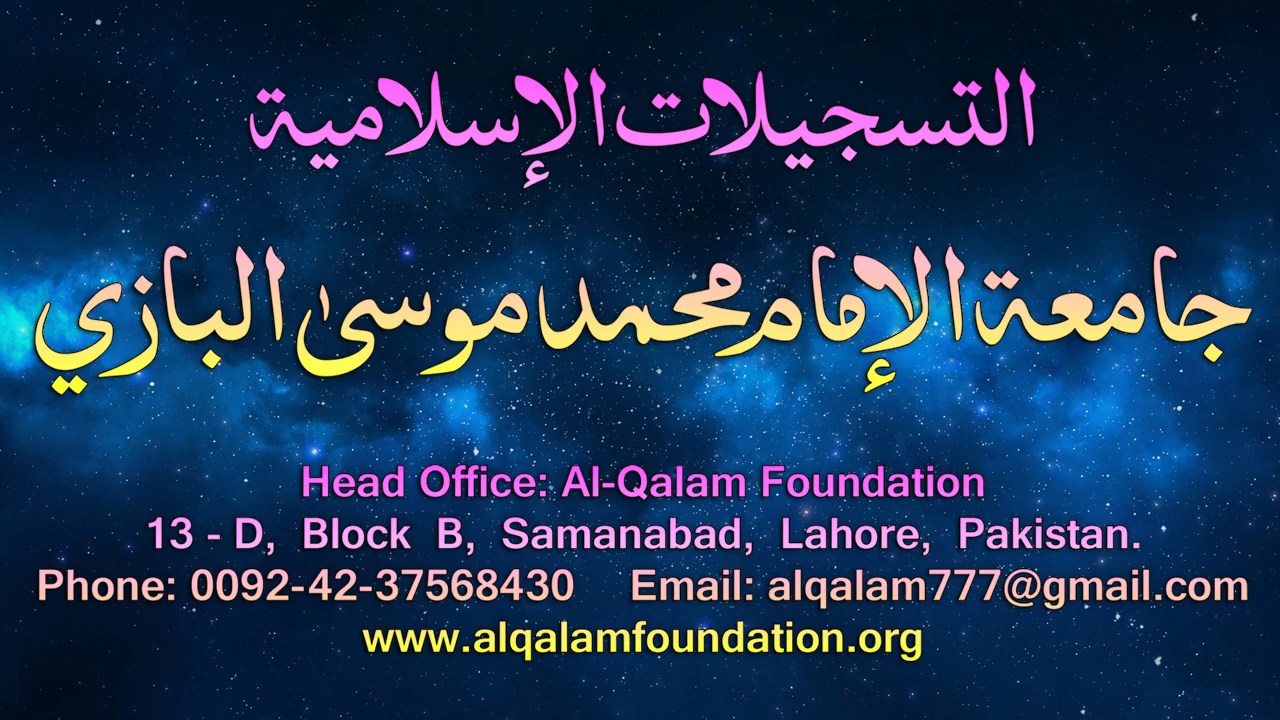 التسجيلات الإسلامية
جامعة الإمام محمد موسىٰ البازي
Head Office: Al-Qalam Foundation
13 - D, Block B, Samanabad, Lahore, Pakistan.
Phone: 0092-42-37568430 Email: alqalam777@gmail.com
www.alqalamfoundation.org